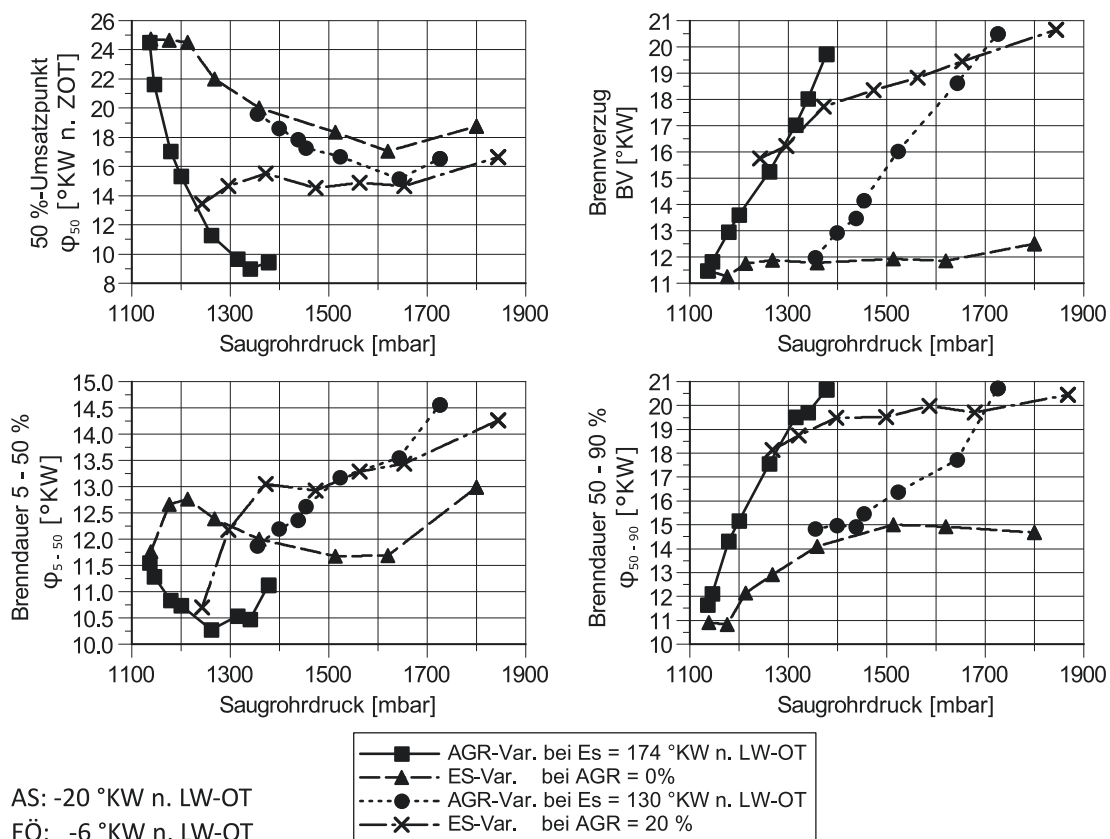 50 %-Umsatzpunkt
φ50 [°KW n. ZOT]
26
24
22
20
18
16
14
12
10
8
1100 1300 1500 1700 1900
Saugrohrdruck [mbar]
Brennverzug
BV [°KW]
21
20
19
18
17
16
15
14
13
12
11
1100 1300 1500 1700 1900
Saugrohrdruck [mbar]
Brenndauer 5 - 50 %
φ5 - 50 [°KW]
15.0
14.5
14.0
13.5
13.0
12.5
12.0
11.5
11.0
10.5
10.0
1100 1300 1500 1700 1900
Saugrohrdruck [mbar]
Brenndauer 50 - 90 %
φ50 - 90 [°KW]
21
20
19
18
17
16
15
14
13
12
11
10
1100 1300 1500 1700 1900
Saugrohrdruck [mbar]
AGR-Var. bei Es = 174 °KW n. LW-OT
ES-Var. bei AGR = 0%
AGR-Var. bei Es = 130 °KW n. LW-OT
ES-Var. bei AGR = 20 %
AS: -20 °KW n. LW-OT
EÖ: -6 °KW n. LW-OT